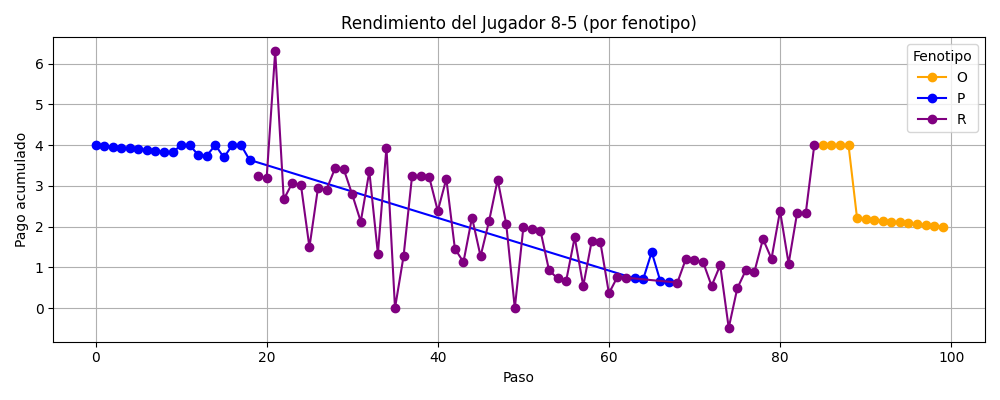 Rendimiento del Jugador 8-5 (por fenotipo)
Pago acumulado
6
5
4
3
2
1
0
Fenotipo
O
P
R
0 20 40 60 80 100
Paso